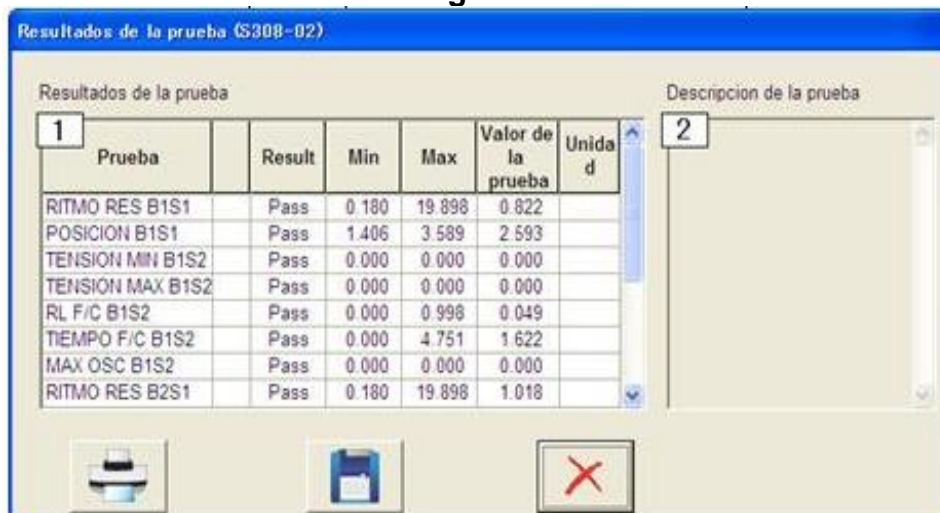 Resultados de la prueba (S308-02)
Resultados de la prueba
Descripcion de la prueba
1
2
Prueba Result Min Max Valor de la prueba Unida d
RITMO RES B1S1 Pass 0.180 19.898 0.822
POSICION B1S1 Pass 1.406 3.589 2.593
TENSION MIN B1S2 Pass 0.000 0.000 0.000
TENSION MAX B1S2 Pass 0.000 0.000 0.000
RL F/C B1S2 Pass 0.000 0.998 0.049
TIEMPO F/C B1S2 Pass 0.000 4.751 1.622
MAX OSC B1S2 Pass 0.000 0.000 0.000
RITMO RES B2S1 Pass 0.180 19.898 1.018